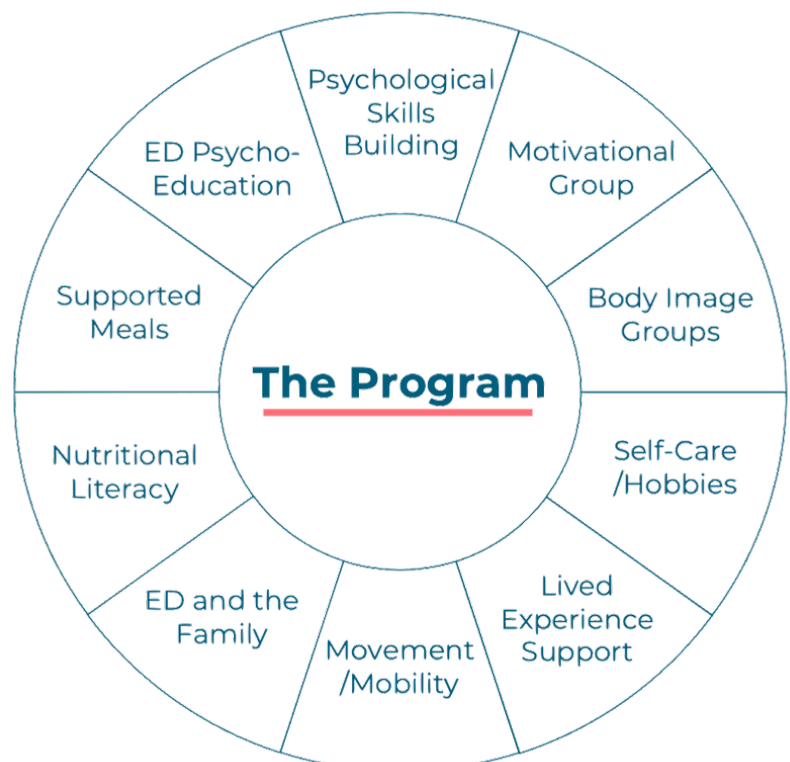 Psychological
Skills
Building
Motivational
Group
Body Image
Groups
Self-Care
/Hobbies
Lived
Experience
Support
Movement
/Mobility
ED and the
Family
Nutritional
Literacy
Supported
Meals
ED Psycho-
Education
The Program